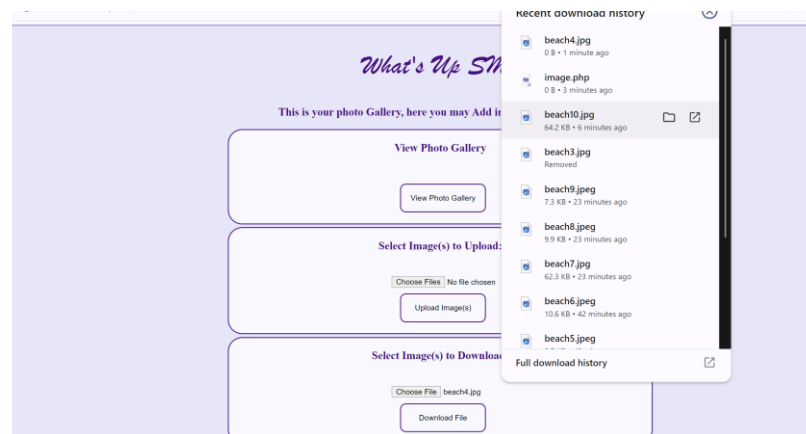 What's Up SM
This is your photo Gallery, here you may Add
View Photo Gallery
View Photo Gallery
Select Image(s) to Upload:
Choose Files No file chosen
Upload Image(s)
Select Image(s) to Download
Choose File beach4.jpg
Download File
Recent download history
beach4.jpg
0 B • 1 minute ago
image.php
0 B • 3 minutes ago
beach10.jpg
64.2 KB • 6 minutes ago
beach3.jpg
Removed
beach9.jpeg
7.3 KB • 23 minutes ago
beach8.jpeg
9.9 KB • 23 minutes ago
beach7.jpg
62.3 KB • 23 minutes ago
beach6.jpeg
10.6 KB • 42 minutes ago
beach5.jpeg
Full download history